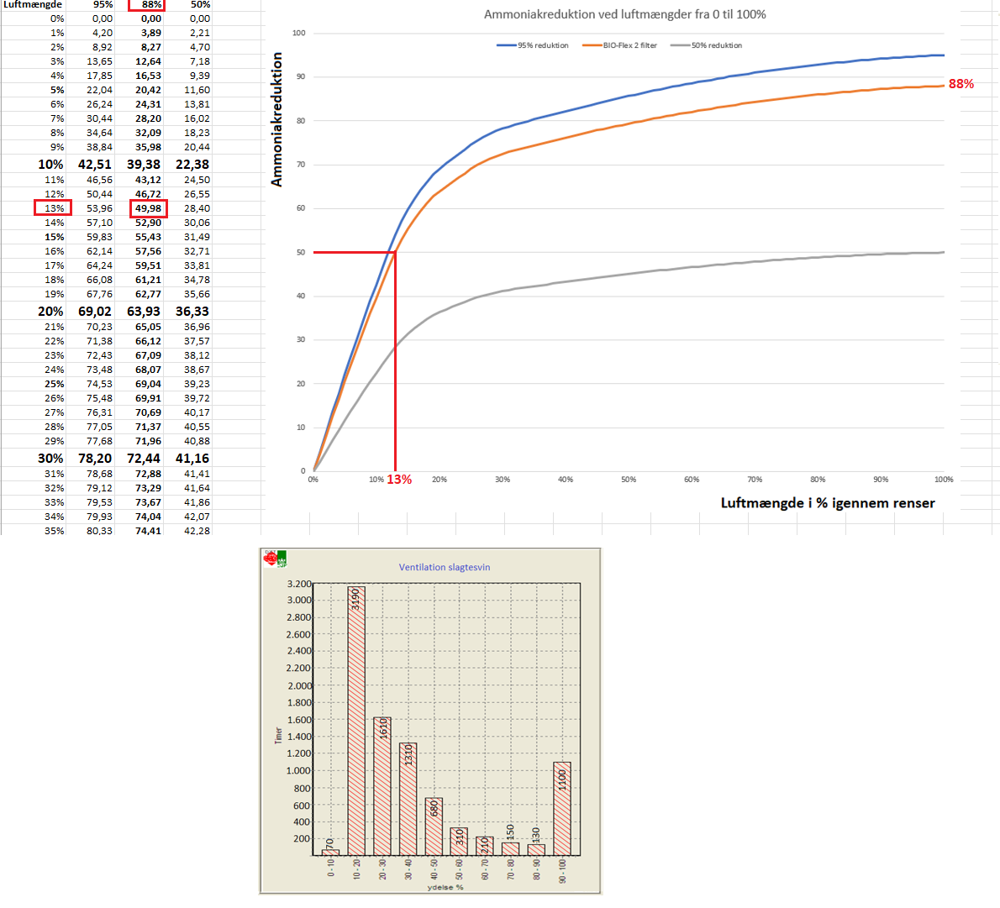 Luftmængde 95% 88% 50%
0% 0,00 0,00 0,00
1% 4,20 3,89 2,21
2% 8,92 8,27 4,70
3% 13,65 12,64 7,18
4% 17,85 16,53 9,39
5% 22,04 20,42 11,60
6% 26,24 24,31 13,81
7% 30,44 28,20 16,02
8% 34,64 32,09 18,23
9% 38,84 35,98 20,44
10% 42,51 39,38 22,38
11% 46,56 43,12 24,50
12% 50,44 46,72 26,55
13% 53,96 49,98 28,40
14% 57,10 52,90 30,06
15% 59,83 55,43 31,49
16% 62,14 57,56 32,71
17% 64,24 59,51 33,81
18% 66,08 61,21 34,78
19% 67,76 62,77 35,66
20% 69,02 63,93 36,33
21% 70,23 65,05 36,96
22% 71,38 66,12 37,57
23% 72,43 67,09 38,12
24% 73,48 68,07 38,67
25% 74,53 69,04 39,23
26% 75,48 69,91 39,72
27% 76,31 70,69 40,17
28% 77,05 71,37 40,55
29% 77,68 71,96 40,88
30% 78,20 72,44 41,16
31% 78,68 72,88 41,41
32% 79,12 73,29 41,64
33% 79,53 73,67 41,86
34% 79,93 74,04 42,07
35% 80,33 74,41 42,28
Ammoniakreduktion ved luftmængder fra 0 til 100%
95% reduktion BIO-Flex 2 filter 50% reduktion
Ammoniakreduktion
100
90
80
70
60
50
40
30
20
10
0
88%
0% 10% 13% 20% 30% 40% 50% 60% 70% 80% 90% 100%
Luftmængde i % igennem renser
Ventilation slagtesvin
Timer
3.200
3.000
2.800
2.600
2.400
2.200
2.000
1.800
1.600
1.400
1.200
1.000
800
600
400
200
70 3190 1610 1310 680 310 210 150 130 1100
0 - 10 10 - 20 20 - 30 30 - 40 40 - 50 50 - 60 60 - 70 70 - 80 80 - 90 90 - 100
ydelse %